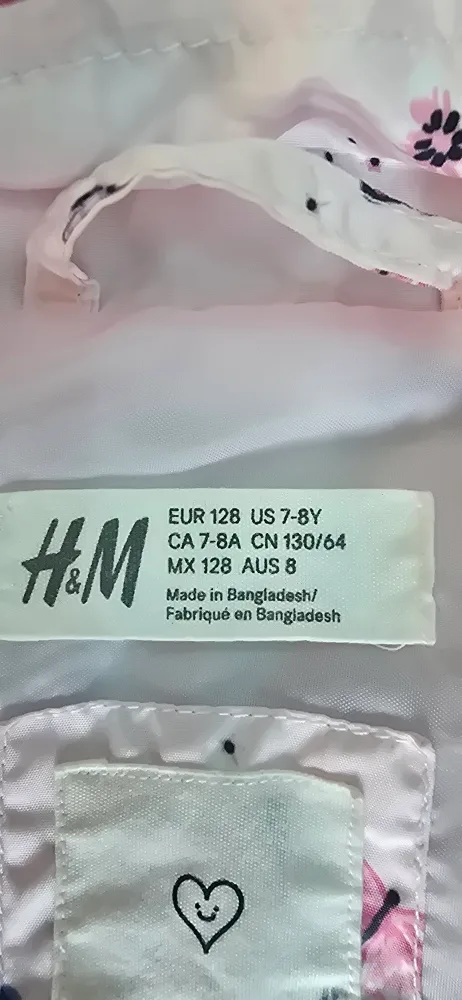 H&M
EUR 128 US 7-8Y
CA 7-8A CN 130/64
MX 128 AUS 8
Made in Bangladesh/
Fabriqué en Bangladesh